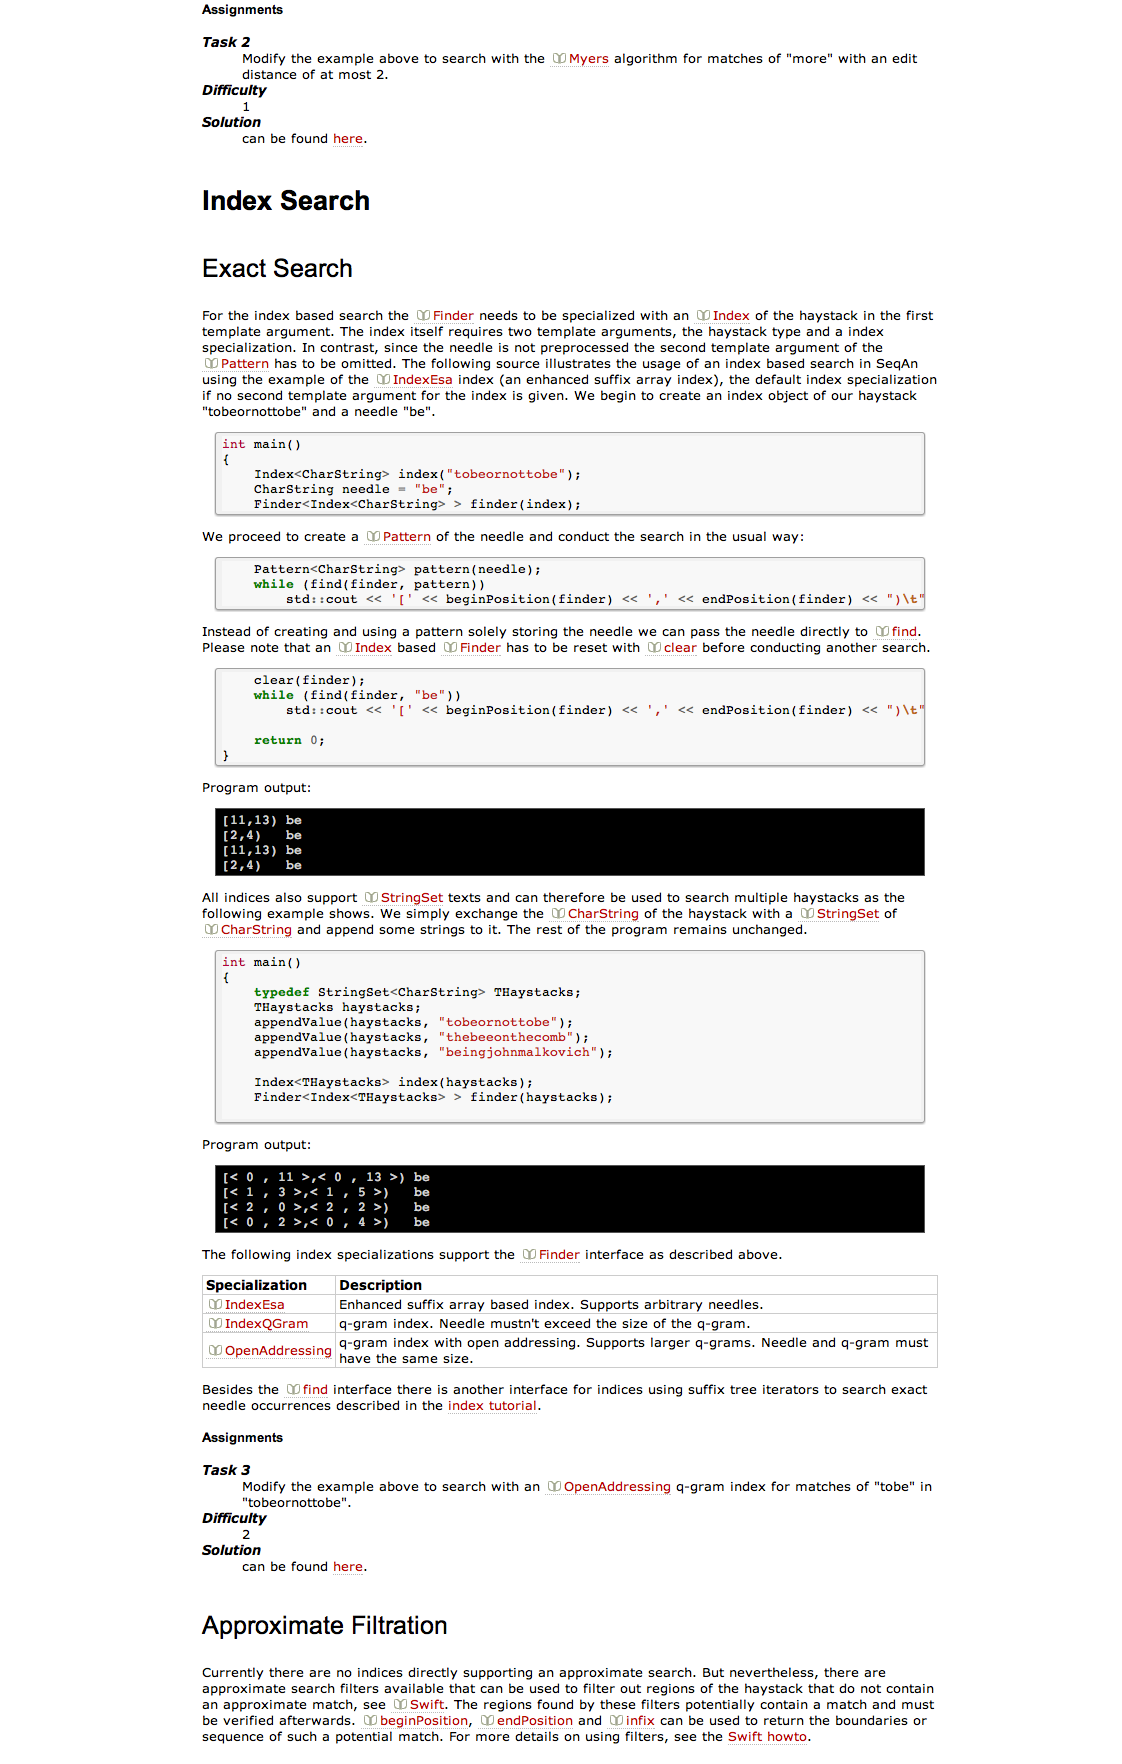 Assignments
Task 2
Modify the example above to search with the Myers algorithm for matches of "more" with an edit
distance of at most 2.
Difficulty
1
Solution
can be found here.
Index Search
Exact Search
For the index based search the Finder needs to be specialized with an Index of the haystack in the first
template argument. The index itself requires two template arguments, the haystack type and a index
specialization. In contrast, since the needle is not preprocessed the second template argument of the
Pattern has to be omitted. The following source illustrates the usage of an index based search in SeqAn
using the example of the IndexEsa index (an enhanced suffix array index), the default index specialization
if no second template argument for the index is given. We begin to create an index object of our haystack
"tobeornottobe" and a needle "be".
int main()
{
    Index<CharString> index("tobeornottobe");
    CharString needle = "be";
    Finder<Index<CharString> > finder(index);
We proceed to create a Pattern of the needle and conduct the search in the usual way:
    Pattern<CharString> pattern(needle);
    while (find(finder, pattern))
        std::cout << '[' << beginPosition(finder) << ',' << endPosition(finder) << ")\t"
Instead of creating and using a pattern solely storing the needle we can pass the needle directly to find.
Please note that an Index based Finder has to be reset with clear before conducting another search.
    clear(finder);
    while (find(finder, "be"))
        std::cout << '[' << beginPosition(finder) << ',' << endPosition(finder) << ")\t"
    return 0;
}
Program output:
[11,13) be
[2,4)   be
[11,13) be
[2,4)   be
All indices also support StringSet texts and can therefore be used to search multiple haystacks as the
following example shows. We simply exchange the CharString of the haystack with a StringSet of
CharString and append some strings to it. The rest of the program remains unchanged.
int main()
{
    typedef StringSet<CharString> THaystacks;
    THaystacks haystacks;
    appendValue(haystacks, "tobeornottobe");
    appendValue(haystacks, "thebeeonthecomb");
    appendValue(haystacks, "beingjohnmalkovich");
    Index<THaystacks> index(haystacks);
    Finder<Index<THaystacks> > finder(haystacks);
Program output:
[< 0 , 11 >,< 0 , 13 >) be
[< 1 , 3 >,< 1 , 5 >)   be
[< 2 , 0 >,< 2 , 2 >)   be
[< 0 , 2 >,< 0 , 4 >)   be
The following index specializations support the Finder interface as described above.
Specialization Description
IndexEsa Enhanced suffix array based index. Supports arbitrary needles.
IndexQGram q-gram index. Needle mustn't exceed the size of the q-gram.
OpenAddressing q-gram index with open addressing. Supports larger q-grams. Needle and q-gram must
have the same size.
Besides the find interface there is another interface for indices using suffix tree iterators to search exact
needle occurrences described in the index tutorial.
Assignments
Task 3
Modify the example above to search with an OpenAddressing q-gram index for matches of "tobe" in
"tobeornottobe".
Difficulty
2
Solution
can be found here.
Approximate Filtration
Currently there are no indices directly supporting an approximate search. But nevertheless, there are
approximate search filters available that can be used to filter out regions of the haystack that do not contain
an approximate match, see Swift. The regions found by these filters potentially contain a match and must
be verified afterwards. beginPosition, endPosition and infix can be used to return the boundaries or
sequence of such a potential match. For more details on using filters, see the Swift howto.